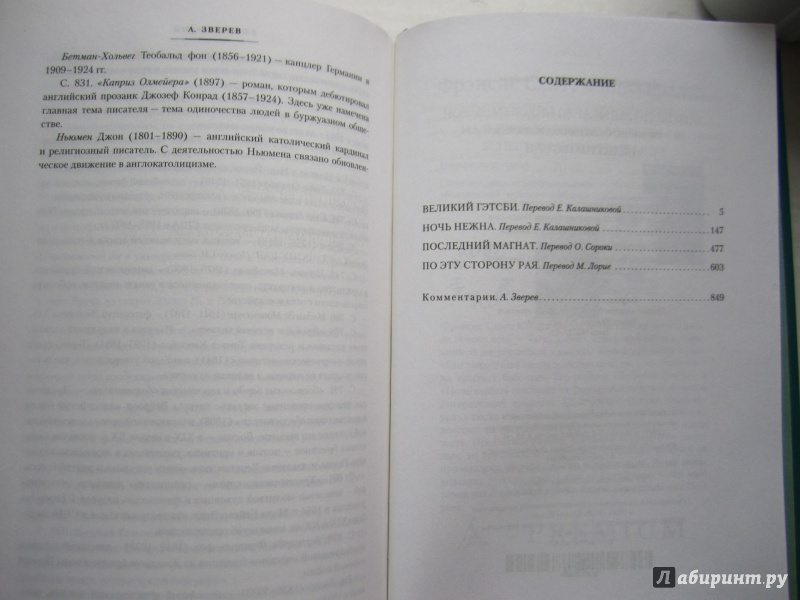 А. ЗВЕРЕВ
Бетман-Хольвег Теобальд фон (1856–1921) — канцлер Германии в
1909–1924 гг.
С. 831. «Каприз Олмейера» (1897) — роман, которым дебютировал
английский прозаик Джозеф Конрад (1857–1924). Здесь уже намечена
главная тема писателя — тема одиночества людей в буржуазном обще-
стве.
Ньюмен Джон (1801–1890) — английский католический кардинал
и религиозный писатель. С деятельностью Ньюмена связано обновлен-
ческое движение в англокатолицизме.
СОДЕРЖАНИЕ
ВЕЛИКИЙ ГЭТСБИ. Перевод Е. Калашниковой 5
НОЧЬ НЕЖНА. Перевод Е. Калашниковой 147
ПОСЛЕДНИЙ МАГНАТ. Перевод О. Сороки 477
ПО ЭТУ СТОРОНУ РАЯ. Перевод М. Лорие 603
Комментарии. А. Зверев 849
PREMIUM
Лабиринт.ру